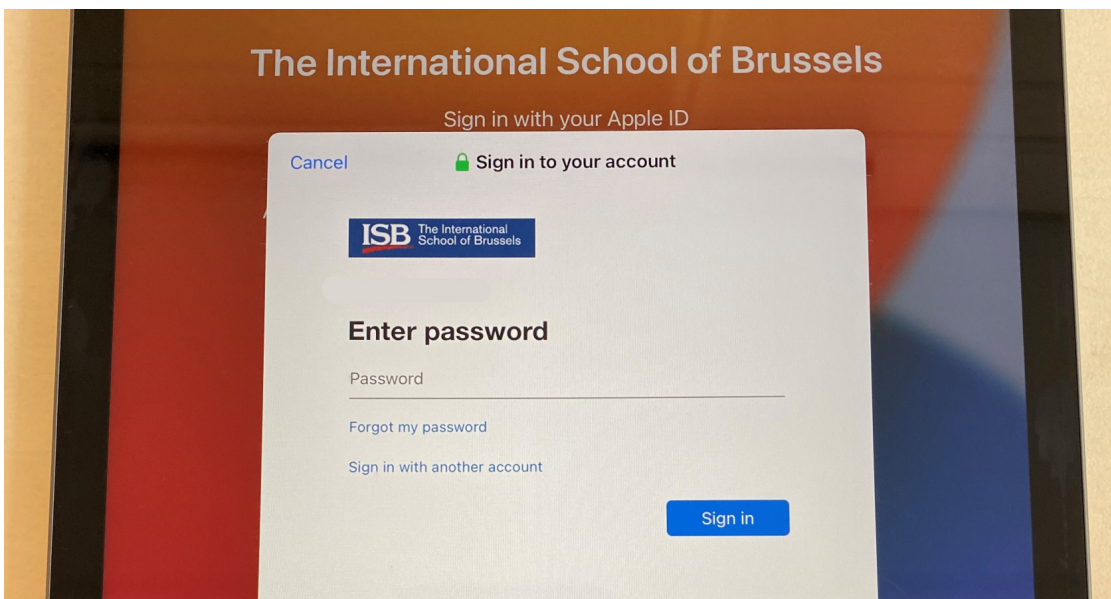 The International School of Brussels
Sign in with your Apple ID
Cancel
Sign in to your account
ISB The International
School of Brussels
Enter password
Password
Forgot my password
Sign in with another account
Sign in